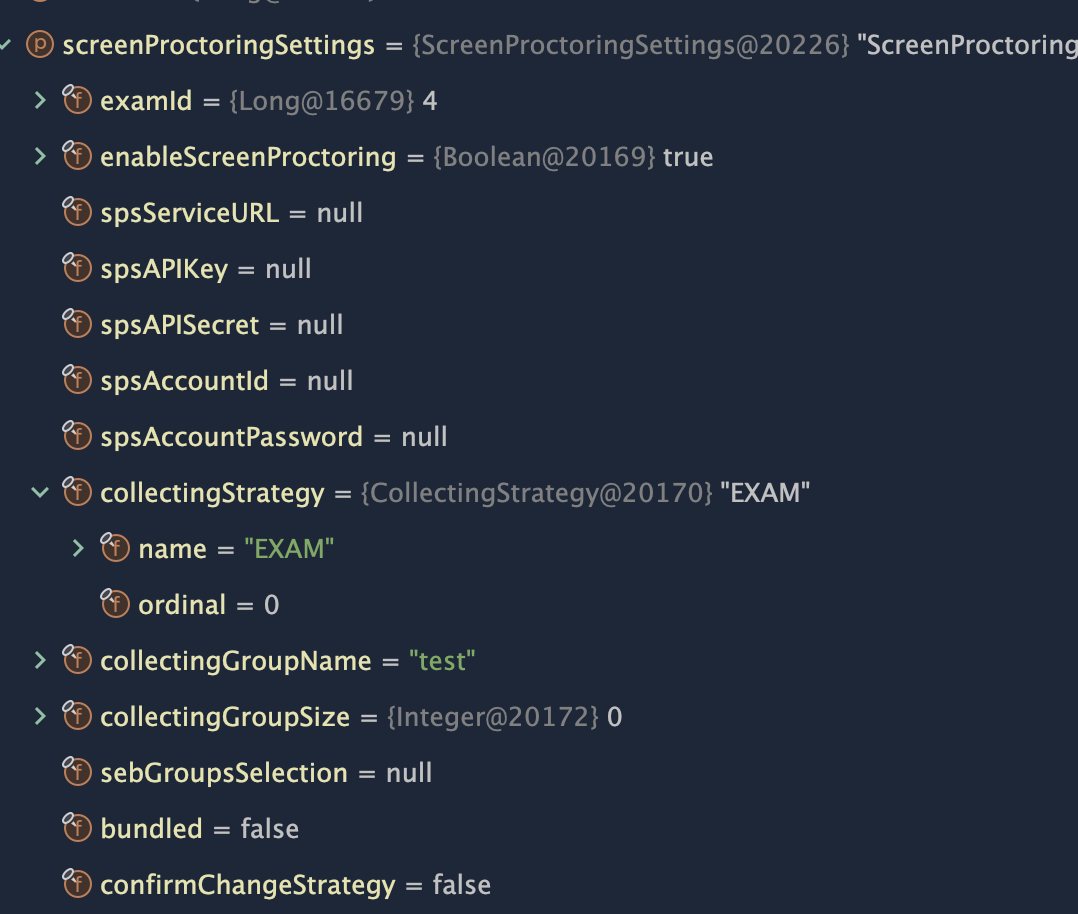 screenProctoringSettings = {ScreenProctoringSettings@20226} "ScreenProctoring
examId = {Long@16679} 4
enableScreenProctoring = {Boolean@20169} true
spsServiceURL = null
spsAPIKey = null
spsAPISecret = null
spsAccountId = null
spsAccountPassword = null
collectingStrategy = {CollectingStrategy@20170} "EXAM"
name = "EXAM"
ordinal = 0
collectingGroupName = "test"
collectingGroupSize = {Integer@20172} 0
sebGroupsSelection = null
bundled = false
confirmChangeStrategy = false